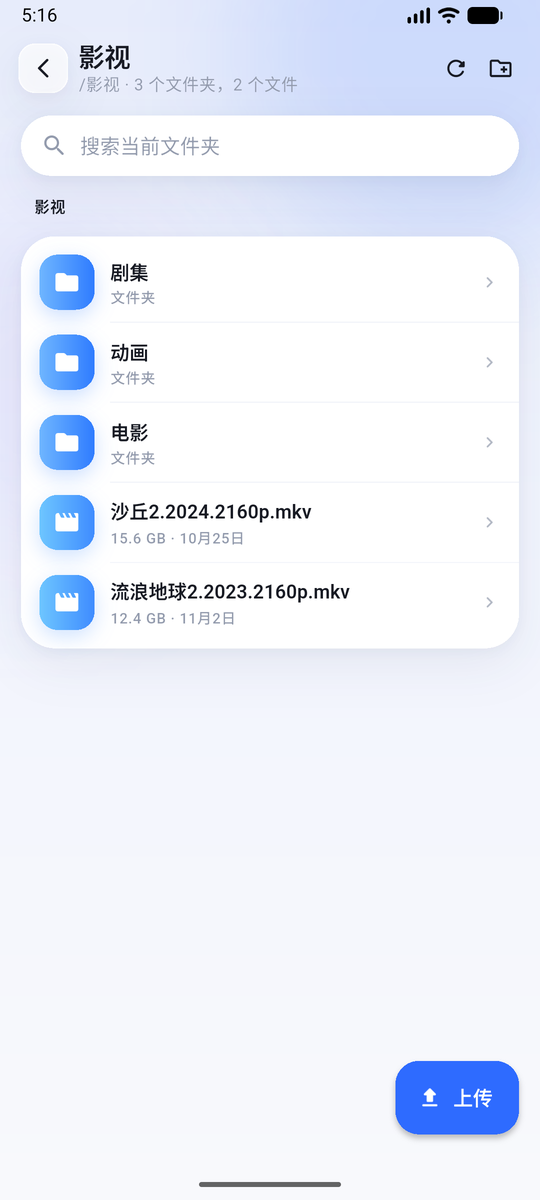 5:16
影视
/影视 · 3 个文件夹，2 个文件
搜索当前文件夹
影视
剧集
文件夹
动画
文件夹
电影
文件夹
沙丘2.2024.2160p.mkv
15.6 GB · 10月25日
流浪地球2.2023.2160p.mkv
12.4 GB · 11月2日
上传